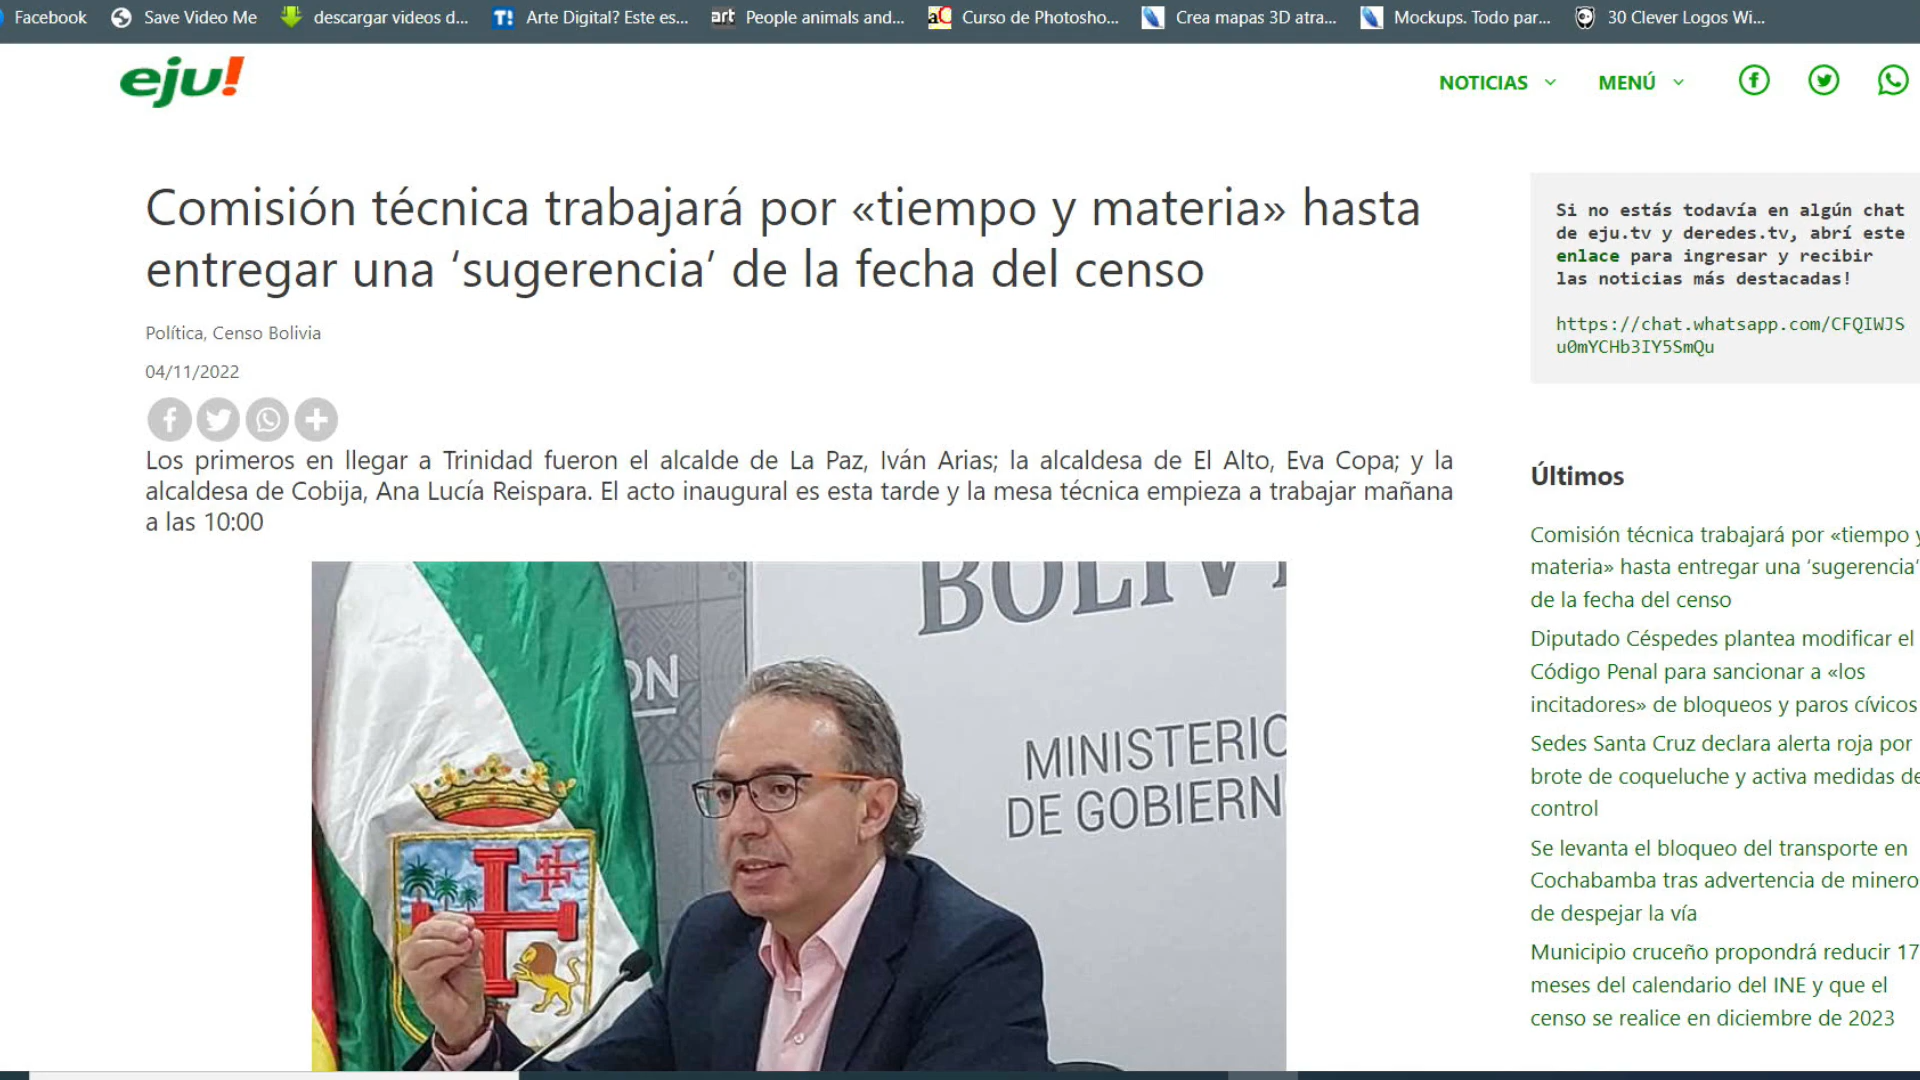 Facebook Save Video Me descargar videos d... Arte Digital? Este es... People animals and... Curso de Photosho... Crea mapas 3D atra... Mockups. Todo par... 30 Clever Logos Wi...
eju!
NOTICIAS MENÚ
Comisión técnica trabajará por «tiempo y materia» hasta
entregar una ‘sugerencia’ de la fecha del censo
Política, Censo Bolivia
04/11/2022
Los primeros en llegar a Trinidad fueron el alcalde de La Paz, Iván Arias; la alcaldesa de El Alto, Eva Copa; y la
alcaldesa de Cobija, Ana Lucía Reispara. El acto inaugural es esta tarde y la mesa técnica empieza a trabajar mañana
a las 10:00
BOLIVI
ON
MINISTERIO
DE GOBIERN
Si no estás todavía en algún chat
de eju.tv y deredes.tv, abrí este
enlace para ingresar y recibir
las noticias más destacadas!
https://chat.whatsapp.com/CFQIWJS
u0mYCHb3IY5SmQu
Últimos
Comisión técnica trabajará por «tiempo y
materia» hasta entregar una ‘sugerencia’
de la fecha del censo
Diputado Céspedes plantea modificar el
Código Penal para sancionar a «los
incitadores» de bloqueos y paros cívicos
Sedes Santa Cruz declara alerta roja por
brote de coqueluche y activa medidas de
control
Se levanta el bloqueo del transporte en
Cochabamba tras advertencia de minero
de despejar la vía
Municipio cruceño propondrá reducir 17
meses del calendario del INE y que el
censo se realice en diciembre de 2023